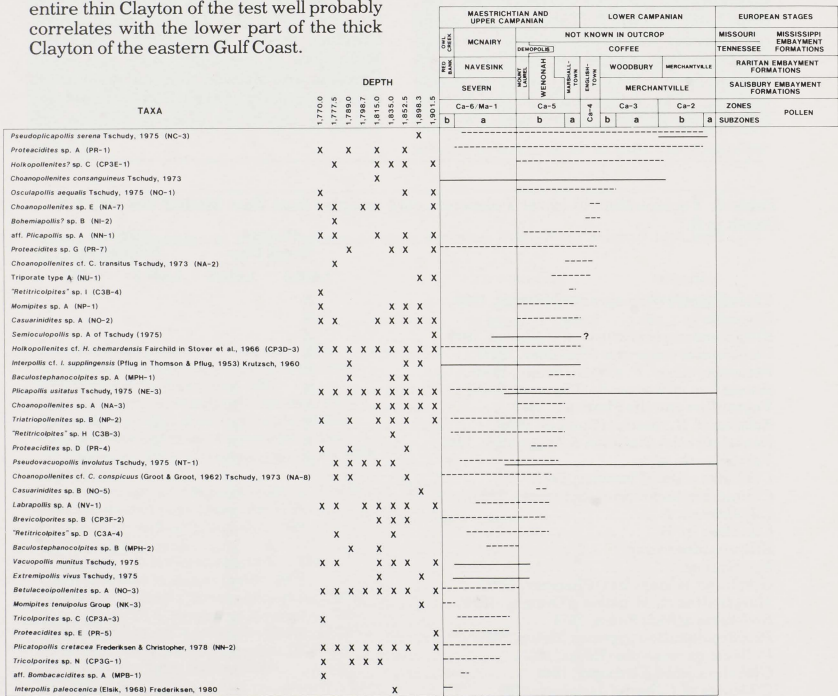 entire thin Clayton of the test well probably
correlates with the lower part of the thick
Clayton of the eastern Gulf Coast.
MAESTRICHTIAN AND UPPER CAMPANIAN LOWER CAMPANIAN EUROPEAN STAGES
OWL CREEK MCNAIRY NOT KNOWN IN OUTCROP MISSOURI MISSISSIPPI EMBAYMENT FORMATIONS
DEMOPOLIS COFFEE TENNESSEE
RED BANK NAVESINK MOUNT LAUREL WENONAH MARSHALLTOWN ENGLISHTOWN WOODBURY MERCHANTVILLE RARITAN EMBAYMENT FORMATIONS
SEVERN MERCHANTVILLE SALISBURY EMBAYMENT FORMATIONS
Ca-6/Ma-1 Ca-5 Ca-4 Ca-3 Ca-2 ZONES POLLEN
b a b a b a b a SUBZONES
DEPTH
TAXA 1,770.0 1,777.5 1,789.0 1,798.7 1,815.0 1,835.0 1,852.5 1,898.3 1,901.5
Pseudoplicapollis serena Tschudy, 1975 (NC-3) X
Proteacidites sp. A (PR-1) X X X X
Holkopollenites? sp. C (CP3E-1) X X X X X
Choanopollenites consanguineus Tschudy, 1973 X
Osculapollis aequalis Tschudy, 1975 (NO-1) X X X
Choanopollenites sp. E (NA-7) X X X X X
Bohemiapollis? sp. B (NI-2) X
aff. Plicapollis sp. A (NN-1) X X X X X
Proteacidites sp. G (PR-7) X X X X
Choanopollenites cf. C. transitus Tschudy, 1973 (NA-2) X
Triporate type A (NU-1) X X
"Retitricolpites" sp. I (C3B-4) X
Momipites sp. A (NP-1) X X X X
Casuarinidites sp. A (NO-2) X X X X X X X
Semioculopollis sp. A of Tschudy (1975) X ?
Holkopollenites cf. H. chemardensis Fairchild in Stover et al., 1966 (CP3D-3) X X X X X X X X X
Interpollis cf. I. supplingensis (Pflug in Thomson & Pflug, 1953) Krutzsch, 1960 X X X X
Baculostephanocolpites sp. A (MPH-1) X X X
Plicapollis usitatus Tschudy, 1975 (NE-3) X X X X X X X X X
Choanopollenites sp. A (NA-3) X X X X X
Triatriopollenites sp. B (NP-2) X X X X X X
"Retitricolpites" sp. H (C3B-3) X
Proteacidites sp. D (PR-4) X X X
Pseudovacuopollis involutus Tschudy, 1975 (NT-1) X X X X X
Choanopollenites cf. C. conspicuus (Groot & Groot, 1962) Tschudy, 1973 (NA-8) X X X
Casuarinidites sp. B (NO-5) X
Labrapollis sp. A (NV-1) X X X X X X X
Brevicolporites sp. B (CP3F-2) X X X
"Retitricolpites" sp. D (C3A-4) X X
Baculostephanocolpites sp. B (MPH-2) X X
Vacuopollis munitus Tschudy, 1975 X X X X X X
Extremipollis vivus Tschudy, 1975 X X
Betulaceoipollenites sp. A (NO-3) X X X X X X X X
Momipites tenuipolus Group (NK-3) X
Tricolporites sp. C (CP3A-3) X
Proteacidites sp. E (PR-5) X
Plicatopollis cretacea Frederiksen & Christopher, 1978 (NN-2) X X X X X X X X
Tricolporites sp. N (CP3G-1) X X X X
aff. Bombacacidites sp. A (MPB-1) X
Interpollis paleocenica (Elsik, 1968) Frederiksen, 1980 X